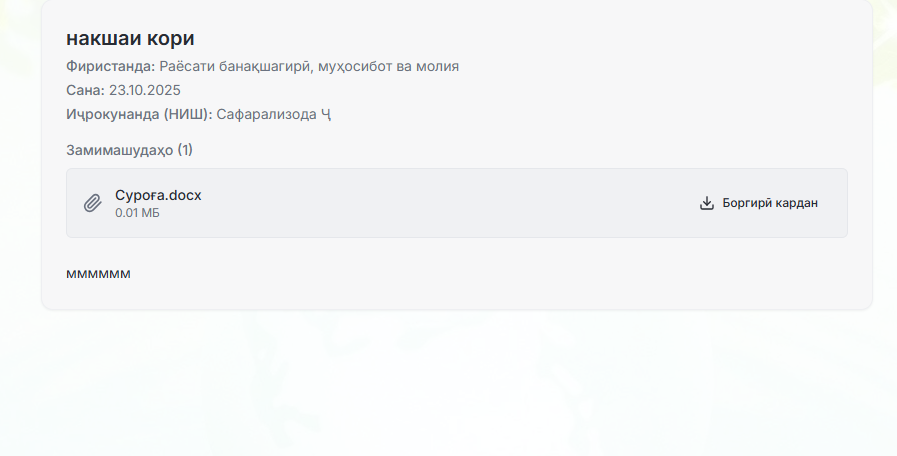 накшаи кори
Фиристанда: Раёсати банақшагирӣ, муҳосибот ва молия
Сана: 23.10.2025
Иҷрокунанда (НИШ): Сафарализода Ҷ
Замимашудаҳо (1)
Суроға.docx
0.01 МБ
Боргирӣ кардан
мммммм